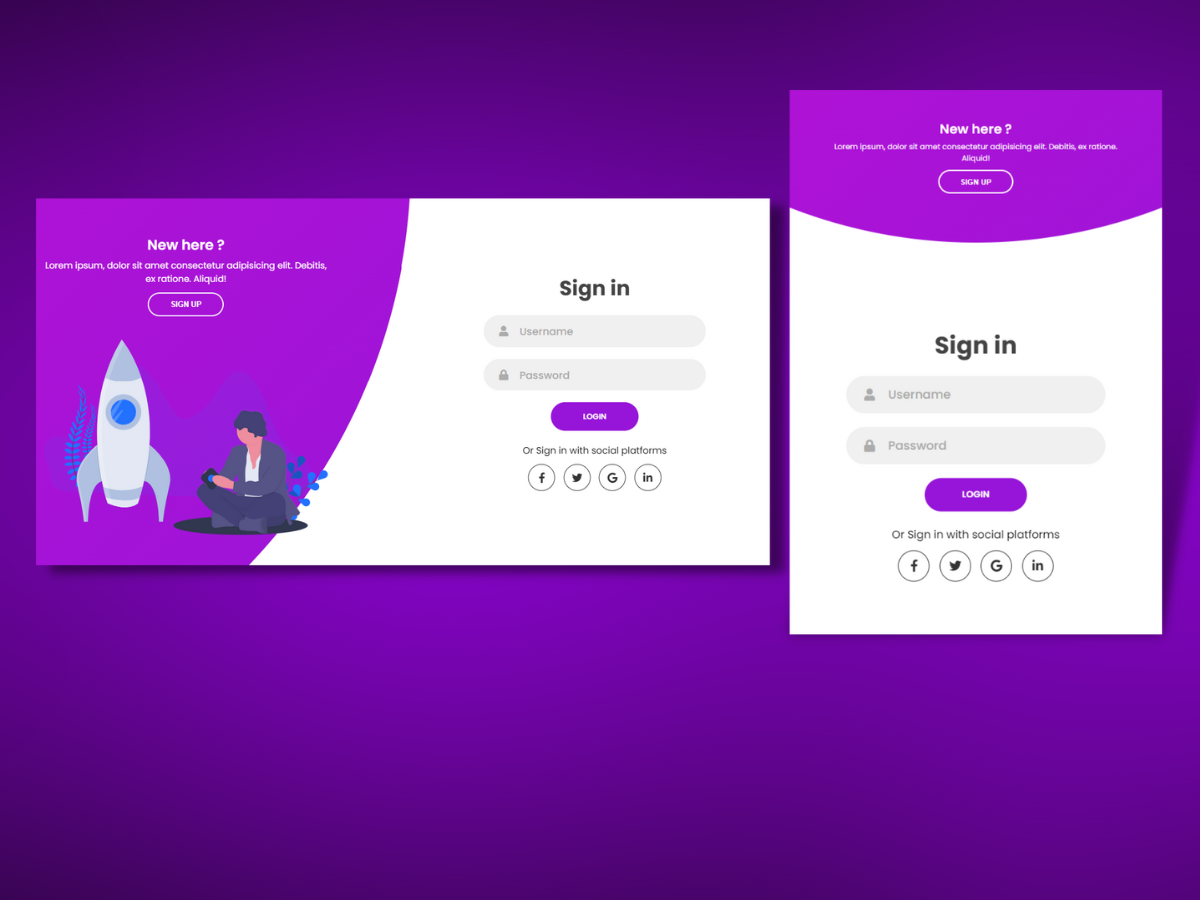 New here ?
Lorem ipsum, dolor sit amet consectetur adipisicing elit. Debitis,
ex ratione. Aliquid!
SIGN UP
Sign in
Username
Password
LOGIN
Or Sign in with social platforms
f
G
in
New here ?
Lorem ipsum, dolor sit amet consectetur adipisicing elit. Debitis, ex ratione.
Aliquid!
SIGN UP
Sign in
Username
Password
LOGIN
Or Sign in with social platforms
f
G
in